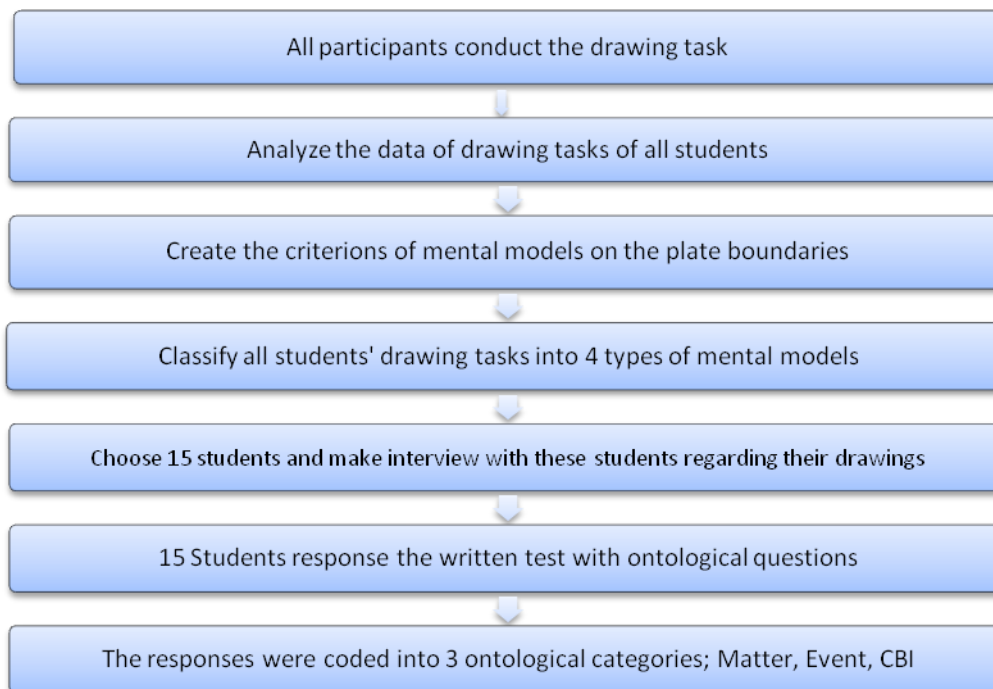 All participants conduct the drawing task
Analyze the data of drawing tasks of all students
Create the criterions of mental models on the plate boundaries
Classify all students' drawing tasks into 4 types of mental models
Choose 15 students and make interview with these students regarding their drawings
15 Students response the written test with ontological questions
The responses were coded into 3 ontological categories; Matter, Event, CBI